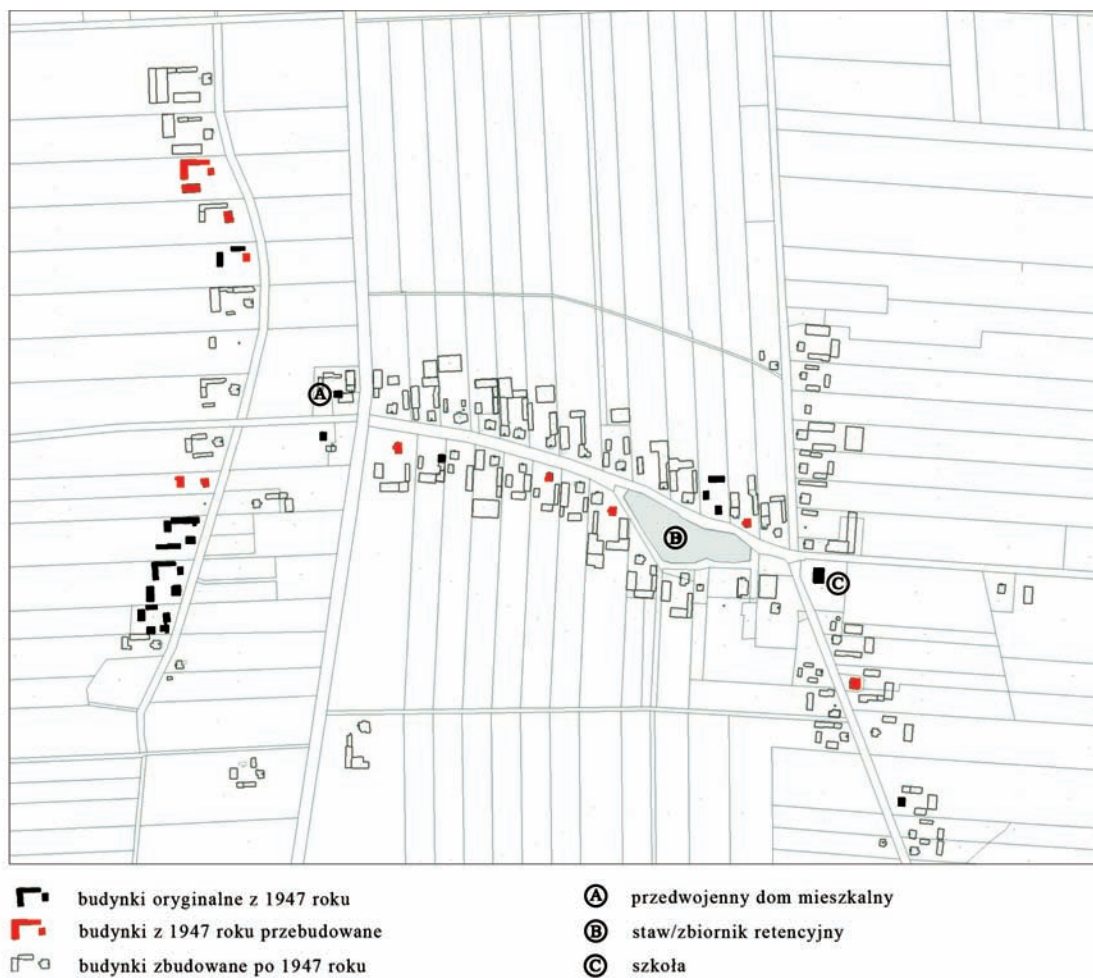 A
B
C
budynki oryginalne z 1947 roku
budynki z 1947 roku przebudowane
budynki zbudowane po 1947 roku
A przedwojenny dom mieszkalny
B staw/zbiornik retencyjny
C szkoła